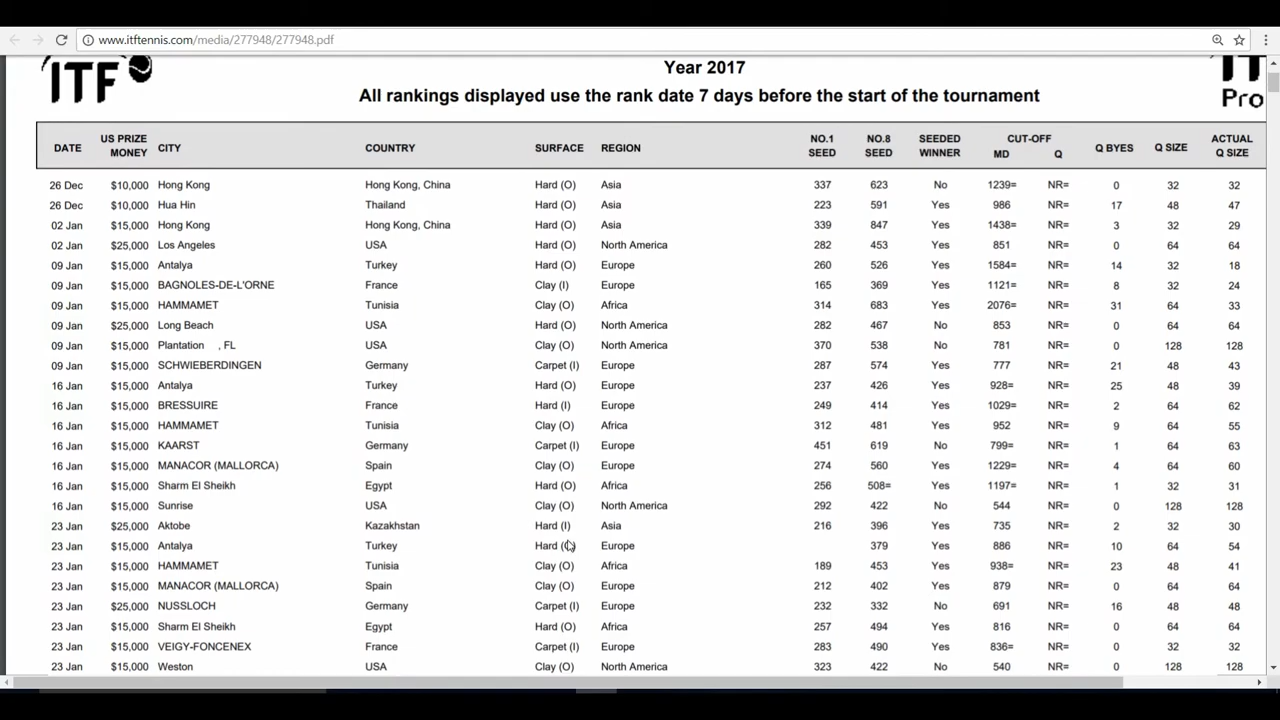 www.itftennis.com/media/277948/277948.pdf
ITF
Year 2017
All rankings displayed use the rank date 7 days before the start of the tournament
Pro
DATE US PRIZE MONEY CITY COUNTRY SURFACE REGION NO.1 SEED NO.8 SEED SEEDED WINNER CUT-OFF MD Q Q BYES Q SIZE ACTUAL Q SIZE
26 Dec $10,000 Hong Kong Hong Kong, China Hard (O) Asia 337 623 No 1239= NR= 0 32 32
26 Dec $10,000 Hua Hin Thailand Hard (O) Asia 223 591 Yes 986 NR= 17 48 47
02 Jan $15,000 Hong Kong Hong Kong, China Hard (O) Asia 339 847 Yes 1438= NR= 3 32 29
02 Jan $25,000 Los Angeles USA Hard (O) North America 282 453 Yes 851 NR= 0 64 64
09 Jan $15,000 Antalya Turkey Hard (O) Europe 260 526 Yes 1584= NR= 14 32 18
09 Jan $15,000 BAGNOLES-DE-L'ORNE France Clay (I) Europe 165 369 Yes 1121= NR= 8 32 24
09 Jan $15,000 HAMMAMET Tunisia Clay (O) Africa 314 683 Yes 2076= NR= 31 64 33
09 Jan $25,000 Long Beach USA Hard (O) North America 282 467 No 853 NR= 0 64 64
09 Jan $15,000 Plantation , FL USA Clay (O) North America 370 538 No 781 NR= 0 128 128
09 Jan $15,000 SCHWIEBERDINGEN Germany Carpet (I) Europe 287 574 Yes 777 NR= 21 48 43
16 Jan $15,000 Antalya Turkey Hard (O) Europe 237 426 Yes 928= NR= 25 48 39
16 Jan $15,000 BRESSUIRE France Hard (I) Europe 249 414 Yes 1029= NR= 2 64 62
16 Jan $15,000 HAMMAMET Tunisia Clay (O) Africa 312 481 Yes 952 NR= 9 64 55
16 Jan $15,000 KAARST Germany Carpet (I) Europe 451 619 No 799= NR= 1 64 63
16 Jan $15,000 MANACOR (MALLORCA) Spain Clay (O) Europe 274 560 Yes 1229= NR= 4 64 60
16 Jan $15,000 Sharm El Sheikh Egypt Hard (O) Africa 256 508= Yes 1197= NR= 1 32 31
16 Jan $15,000 Sunrise USA Clay (O) North America 292 422 No 544 NR= 0 128 128
23 Jan $25,000 Aktobe Kazakhstan Hard (I) Asia 216 396 Yes 735 NR= 2 32 30
23 Jan $15,000 Antalya Turkey Hard (O) Europe 379 Yes 886 NR= 10 64 54
23 Jan $15,000 HAMMAMET Tunisia Clay (O) Africa 189 453 Yes 938= NR= 23 48 41
23 Jan $15,000 MANACOR (MALLORCA) Spain Clay (O) Europe 212 402 Yes 879 NR= 0 64 64
23 Jan $25,000 NUSSLOCH Germany Carpet (I) Europe 232 332 No 691 NR= 16 48 48
23 Jan $15,000 Sharm El Sheikh Egypt Hard (O) Africa 257 494 Yes 816 NR= 0 64 64
23 Jan $15,000 VEIGY-FONCENEX France Carpet (I) Europe 283 490 Yes 836= NR= 0 32 32
23 Jan $15,000 Weston USA Clay (O) North America 323 422 No 540 NR= 0 128 128